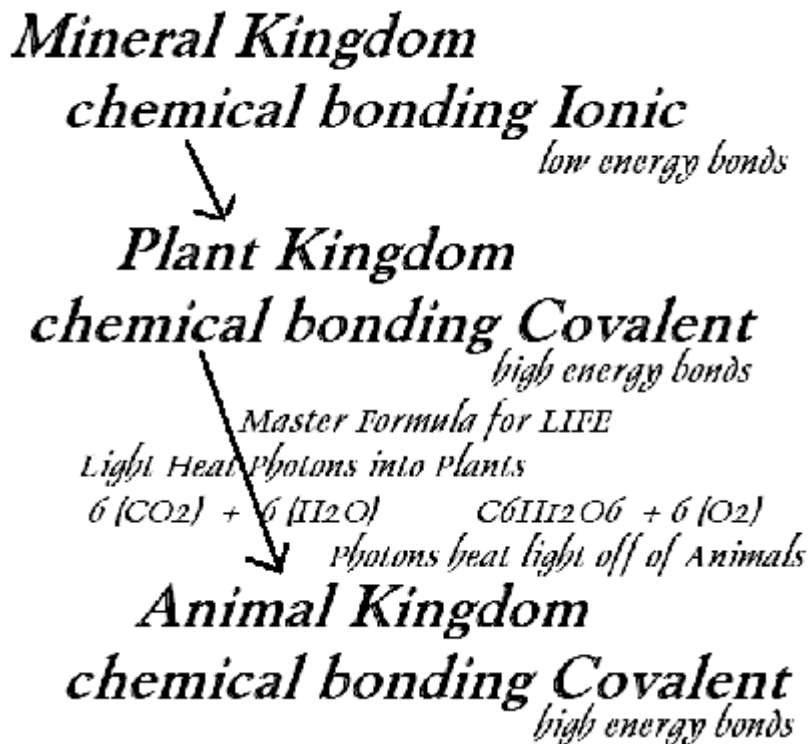 Mineral Kingdom
chemical bonding Ionic
low energy bonds
Plant Kingdom
chemical bonding Covalent
high energy bonds
Master Formula for LIFE
Light Heat Photons into Plants
6 (CO2) + 6 (H2O) C6H12O6 + 6 (O2)
Photons heat light off of Animals
Animal Kingdom
chemical bonding Covalent
high energy bonds